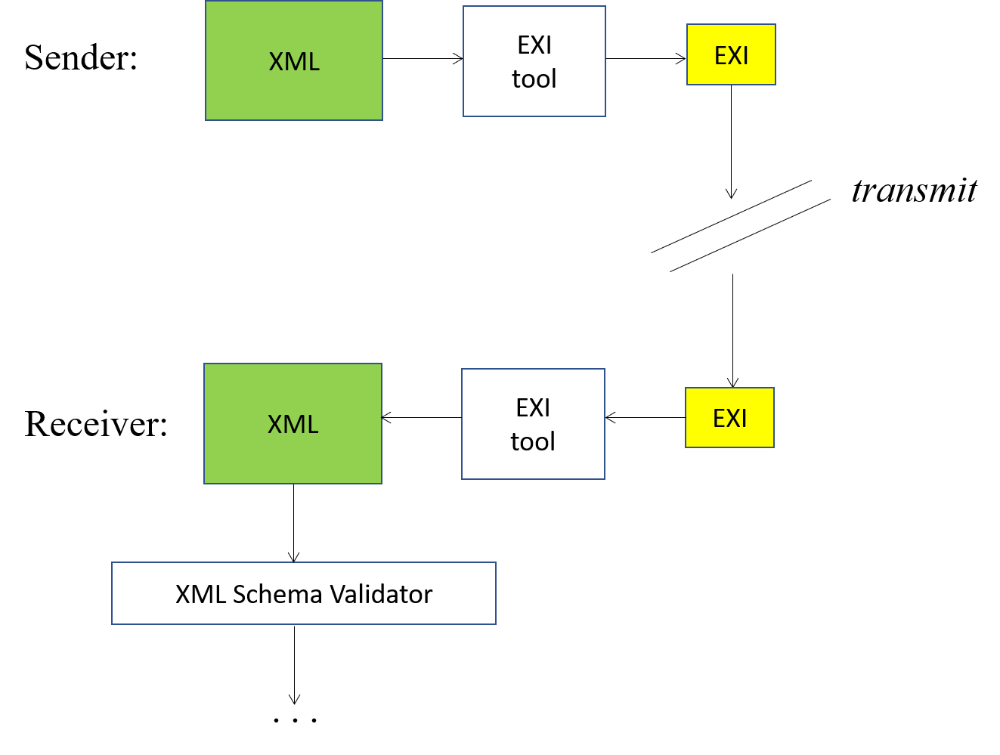 Sender:
XML
EXI
tool
EXI
transmit
Receiver:
XML
EXI
tool
EXI
XML Schema Validator
. . .